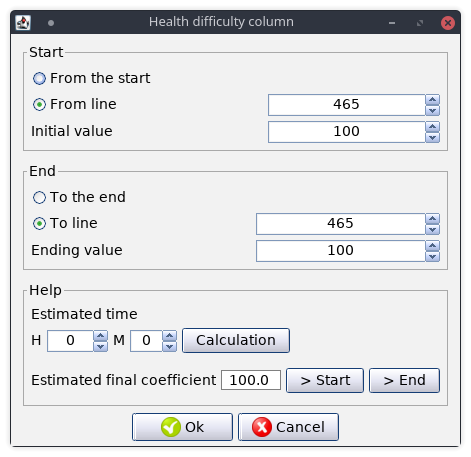 Health difficulty column
Start
From the start
From line 465
Initial value 100
End
To the end
To line 465
Ending value 100
Help
Estimated time
H 0 M 0 Calculation
Estimated final coefficient 100.0 > Start > End
Ok Cancel